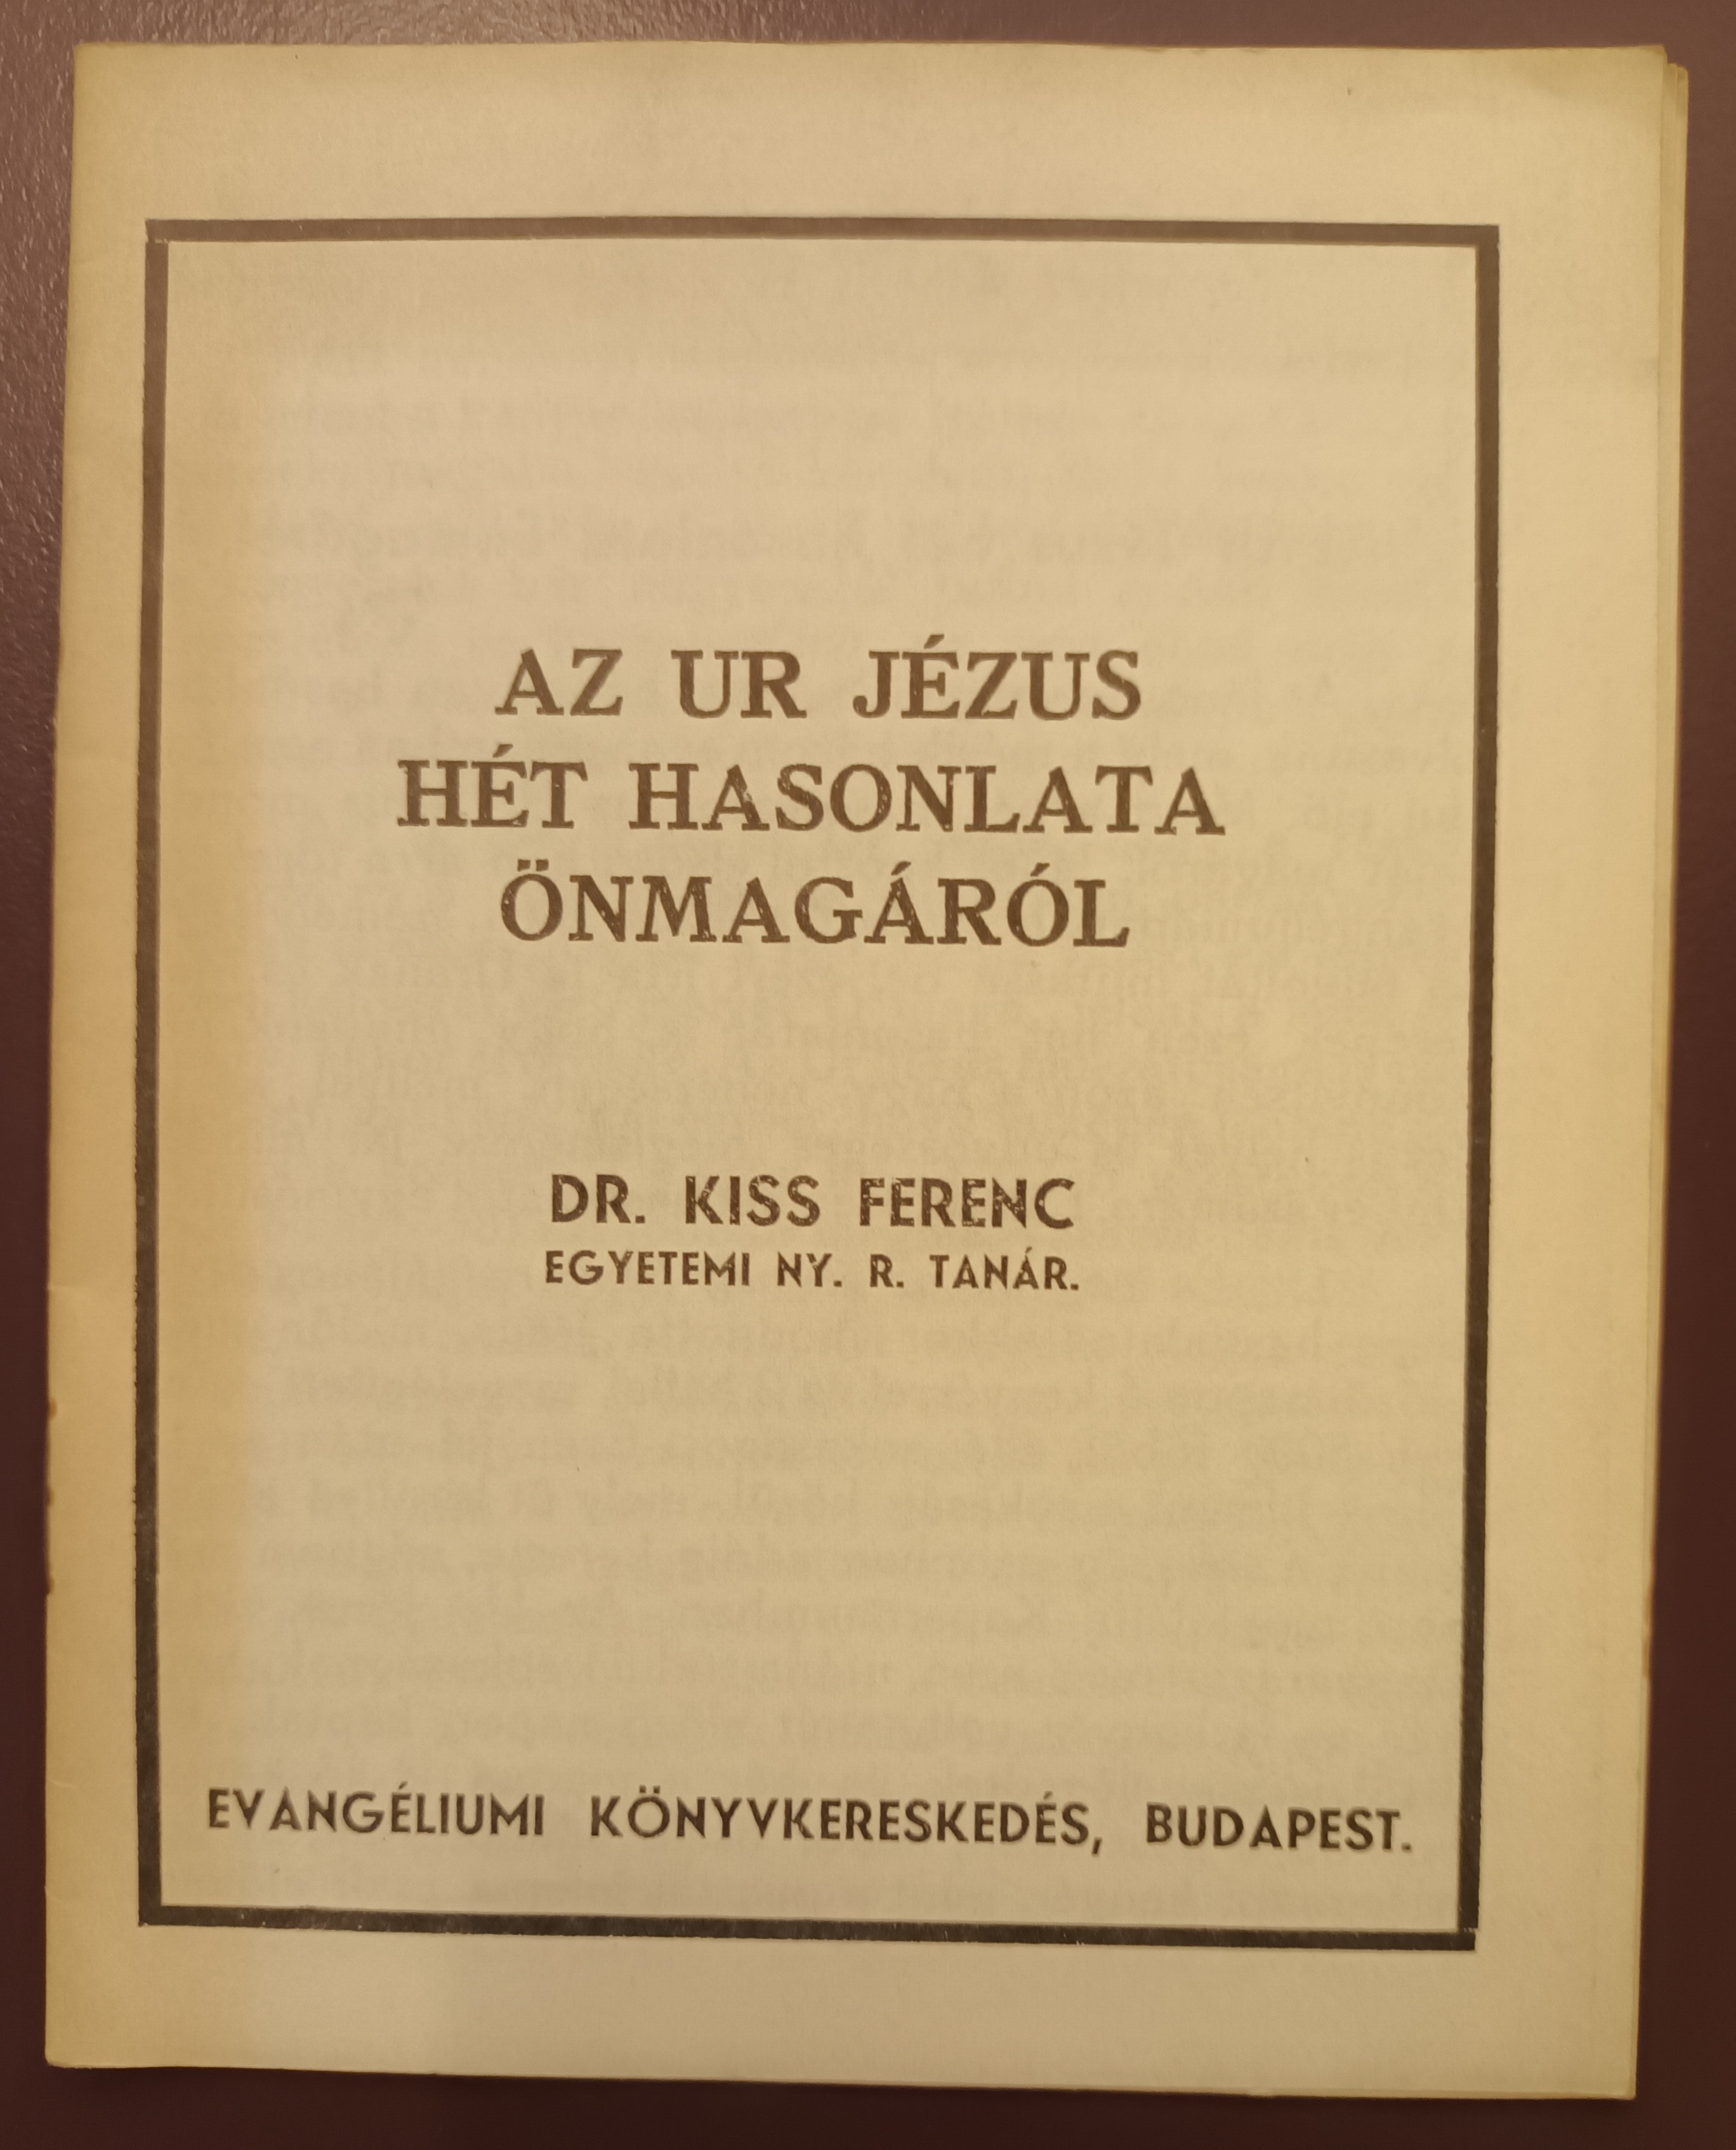 AZ UR JÉZUS
HÉT HASONLATA
ÖNMAGÁRÓL
DR. KISS FERENC
EGYETEMI NY. R. TANÁR.
EVANGÉLIUMI KÖNYVKERESKEDÉS, BUDAPEST.